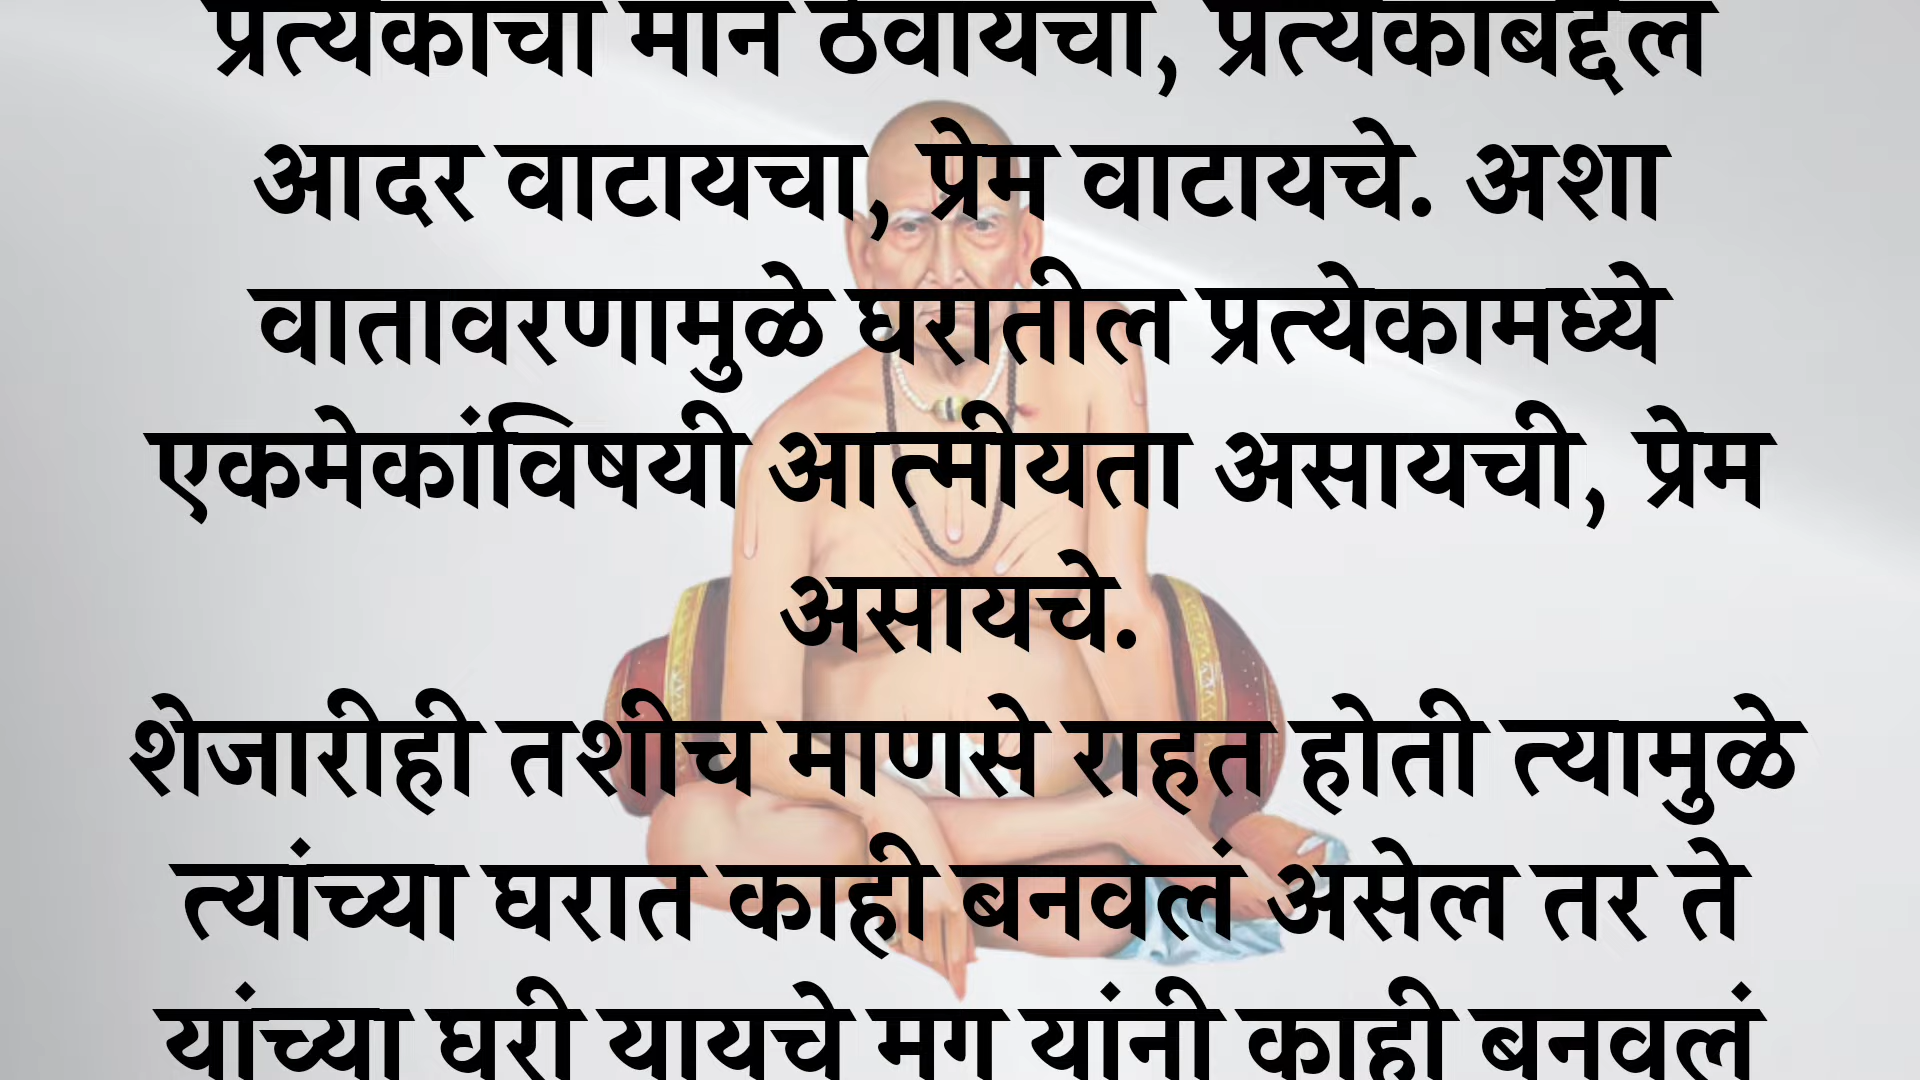 प्रत्येकाचा मान ठेवायचा, प्रत्येकाबद्दल
आदर वाटायचा, प्रेम वाटायचे. अशा
वातावरणामुळे घरातील प्रत्येकामध्ये
एकमेकांविषयी आत्मीयता असायची, प्रेम
असायचे.
शेजारीही तशीच माणसे राहत होती त्यामुळे
त्यांच्या घरात काही बनवलं असेल तर ते
यांच्या घरी यायचे मग यांनी काही बनवलं